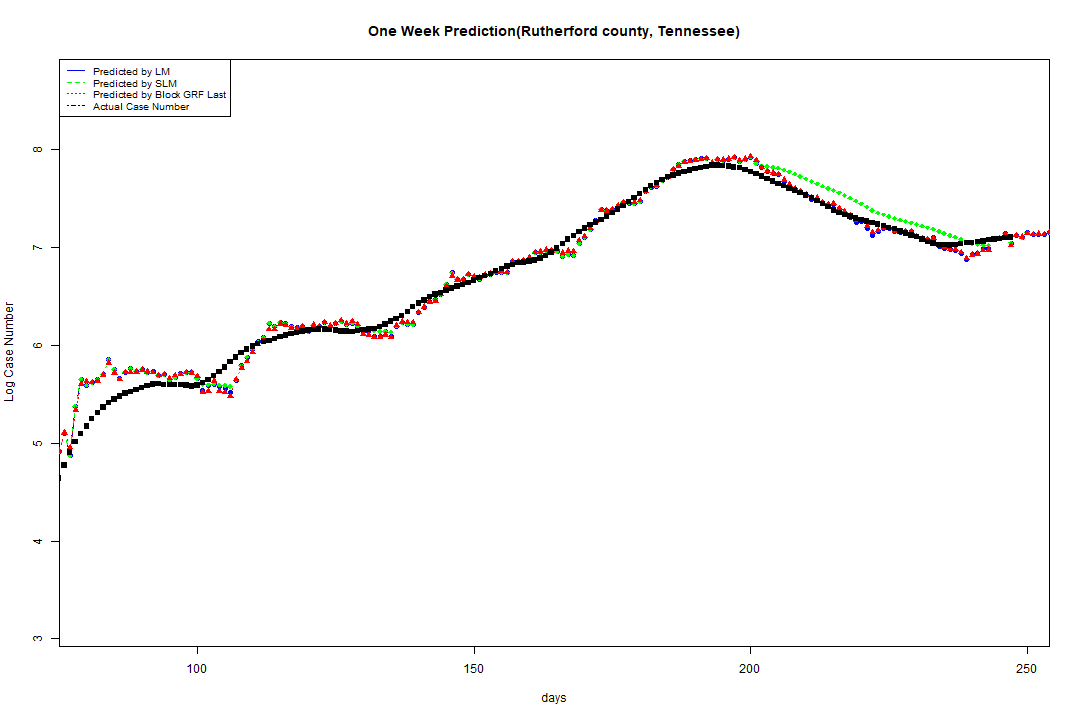 One Week Prediction(Rutherford county, Tennessee)
Predicted by LM
Predicted by SLM
Predicted by Block GRF Last
Actual Case Number
8
7
6
5
4
3
Log Case Number
100 150 200 250
days